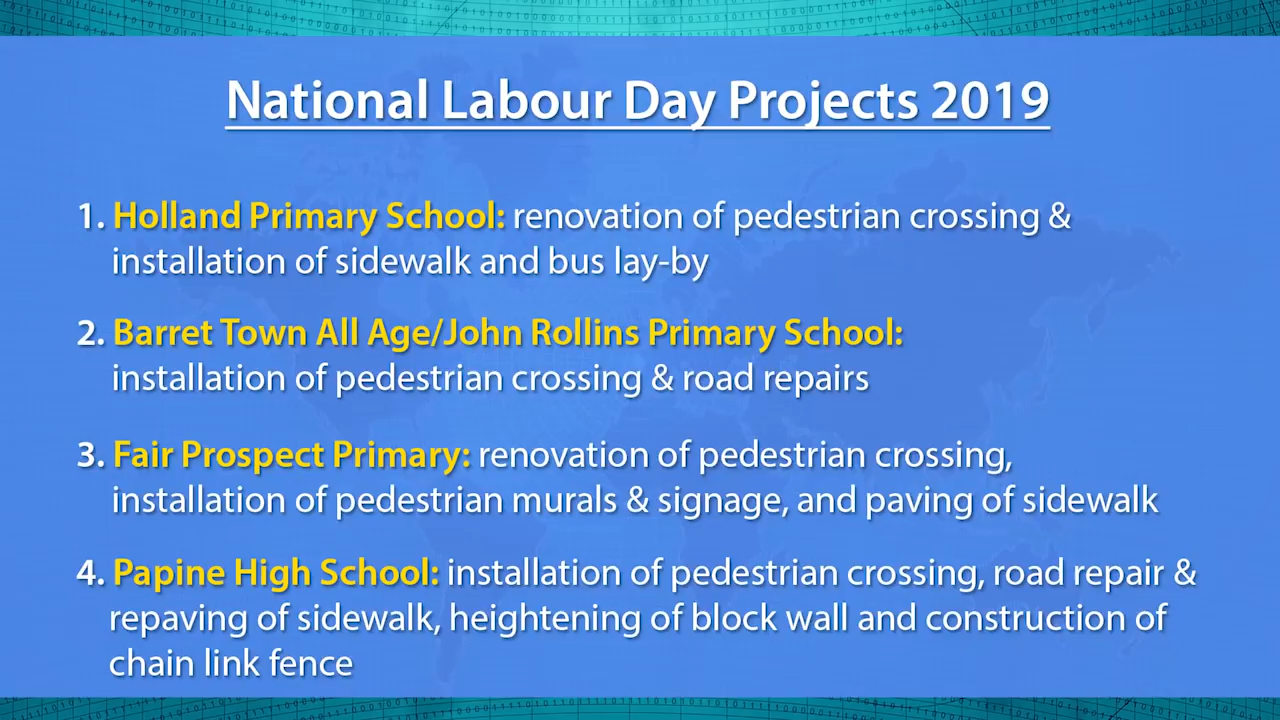 National Labour Day Projects 2019
1. Holland Primary School: renovation of pedestrian crossing &
installation of sidewalk and bus lay-by
2. Barret Town All Age/John Rollins Primary School:
installation of pedestrian crossing & road repairs
3. Fair Prospect Primary: renovation of pedestrian crossing,
installation of pedestrian murals & signage, and paving of sidewalk
4. Papine High School: installation of pedestrian crossing, road repair &
repaving of sidewalk, heightening of block wall and construction of
chain link fence